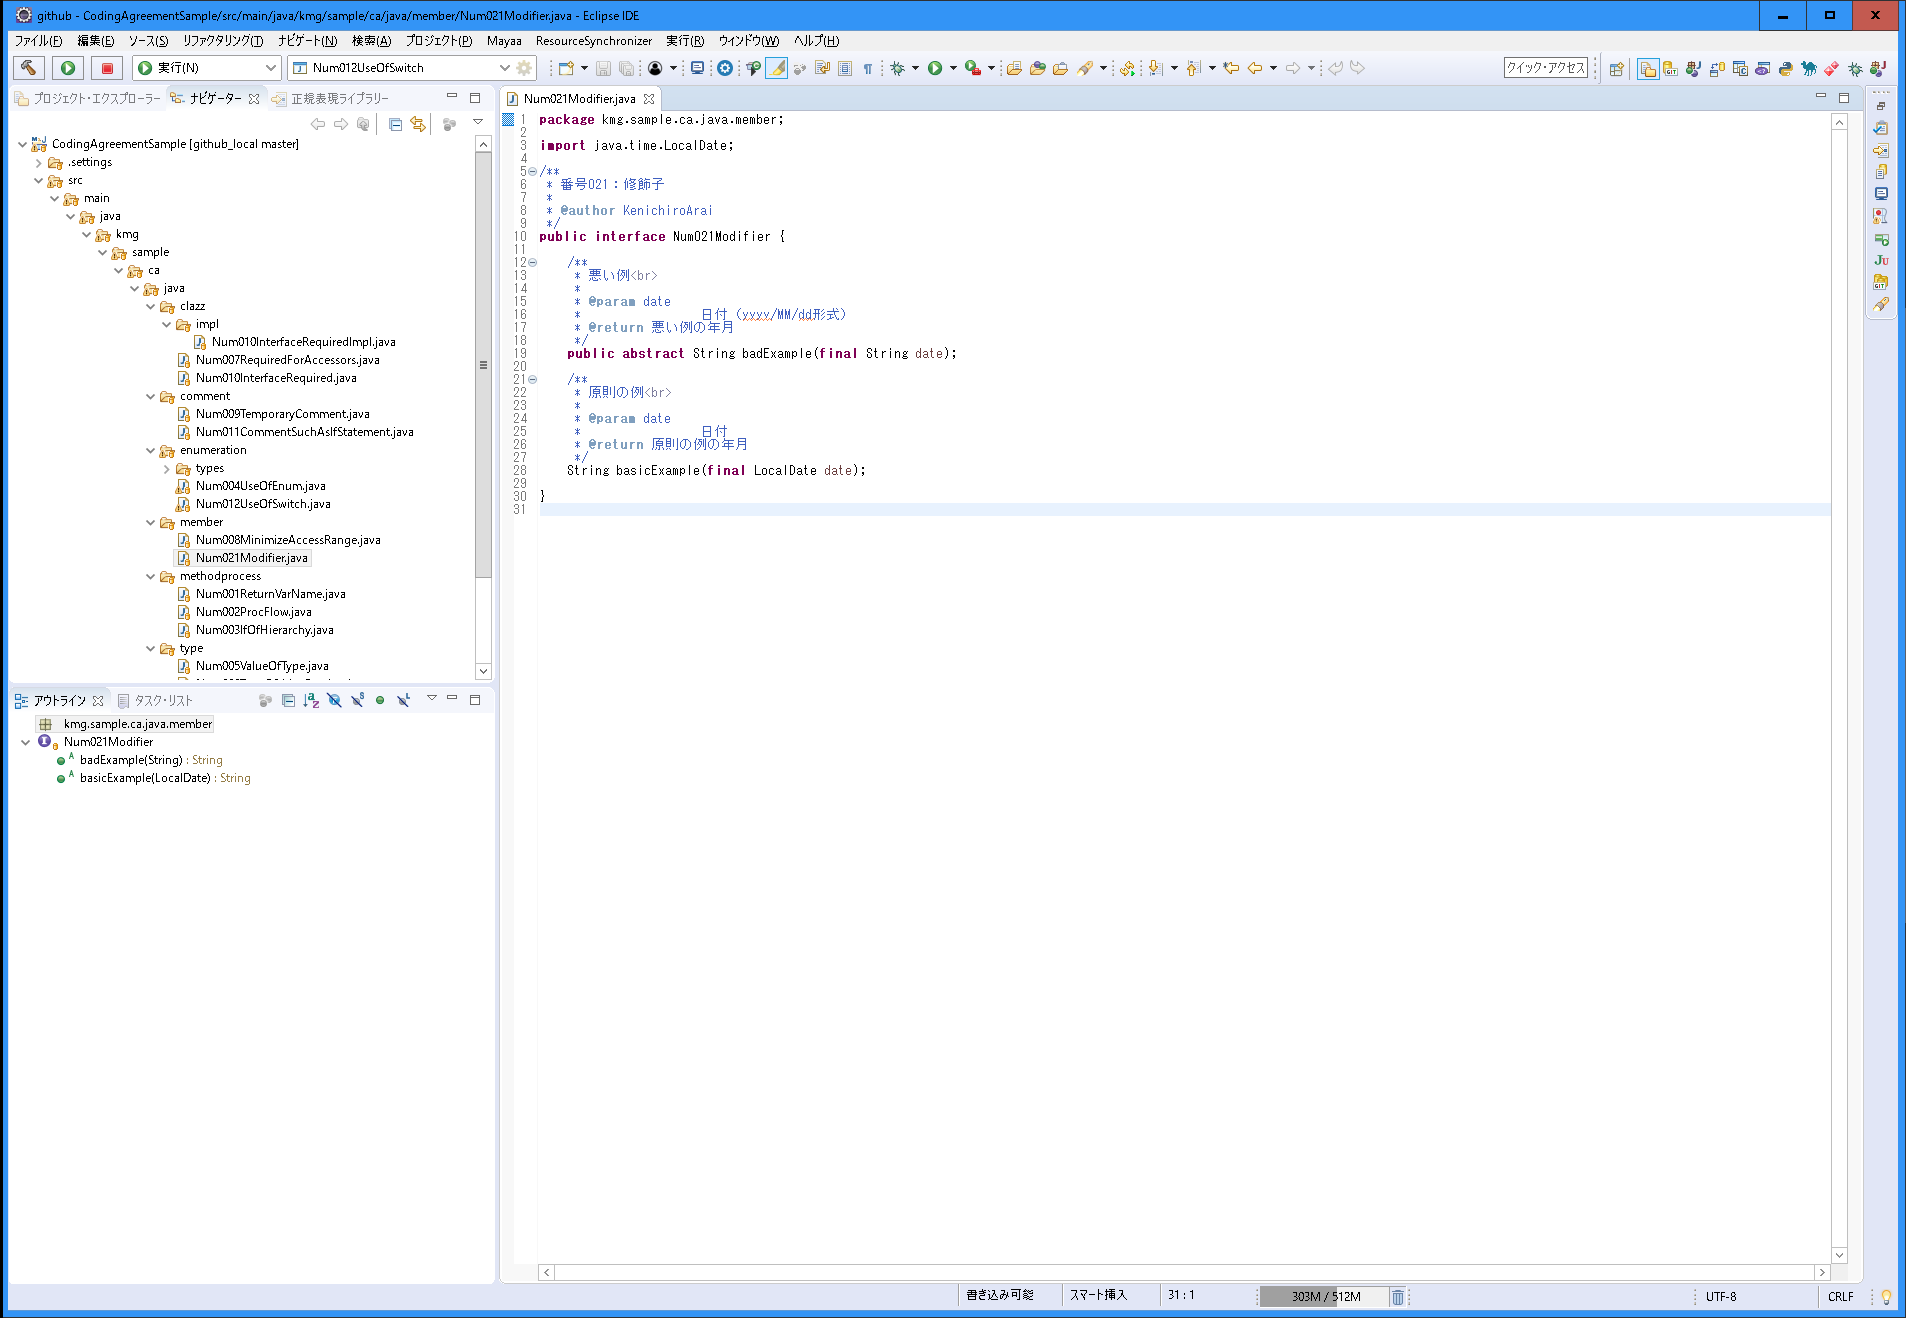 github - CodingAgreementSample/src/main/java/kmg/sample/ca/java/member/Num021Modifier.java - Eclipse IDE
ファイル(F) 編集(E) ソース(S) リファクタリング(T) ナビゲート(N) 検索(A) プロジェクト(P) Mayaa ResourceSynchronizer 実行(R) ウィンドウ(W) ヘルプ(H)
実行(N) Num012UseOfSwitch クイック・アクセス
プロジェクト・エクスプローラー ナビゲーター 正規表現ライブラリー
CodingAgreementSample [github_local master]
.settings
src
main
java
kmg
sample
ca
java
clazz
impl
Num010InterfaceRequiredImpl.java
Num007RequiredForAccessors.java
Num010InterfaceRequired.java
comment
Num009TemporaryComment.java
Num011CommentSuchAsIfStatement.java
enumeration
types
Num004UseOfEnum.java
Num012UseOfSwitch.java
member
Num008MinimizeAccessRange.java
Num021Modifier.java
methodprocess
Num001ReturnVarName.java
Num002ProcFlow.java
Num003IfOfHierarchy.java
type
Num005ValueOfType.java
アウトライン タスク・リスト
kmg.sample.ca.java.member
Num021Modifier
badExample(String) : String
basicExample(LocalDate) : String
Num021Modifier.java
1 package kmg.sample.ca.java.member;
2
3 import java.time.LocalDate;
4
5 /**
6 * 番号021：修飾子
7 *
8 * @author KenichiroArai
9 */
10 public interface Num021Modifier {
11
12 /**
13 * 悪い例<br>
14 *
15 * @param date
16 * 日付（yyyy/MM/dd形式）
17 * @return 悪い例の年月
18 */
19 public abstract String badExample(final String date);
20
21 /**
22 * 原則の例<br>
23 *
24 * @param date
25 * 日付
26 * @return 原則の例の年月
27 */
28 String basicExample(final LocalDate date);
29
30 }
31
書き込み可能 スマート挿入 31 : 1 303M / 512M UTF-8 CRLF